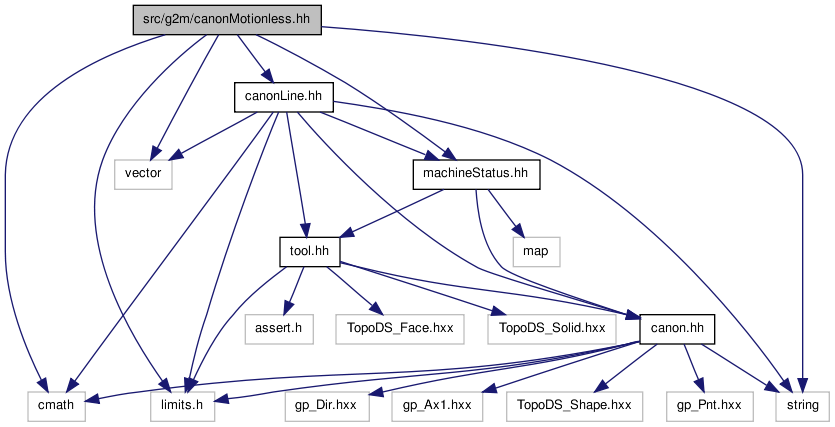 src/g2m/canonMotionless.hh
canonLine.hh
vector
machineStatus.hh
tool.hh
map
assert.h
TopoDS_Face.hxx
TopoDS_Solid.hxx
canon.hh
cmath
limits.h
gp_Dir.hxx
gp_Ax1.hxx
TopoDS_Shape.hxx
gp_Pnt.hxx
string